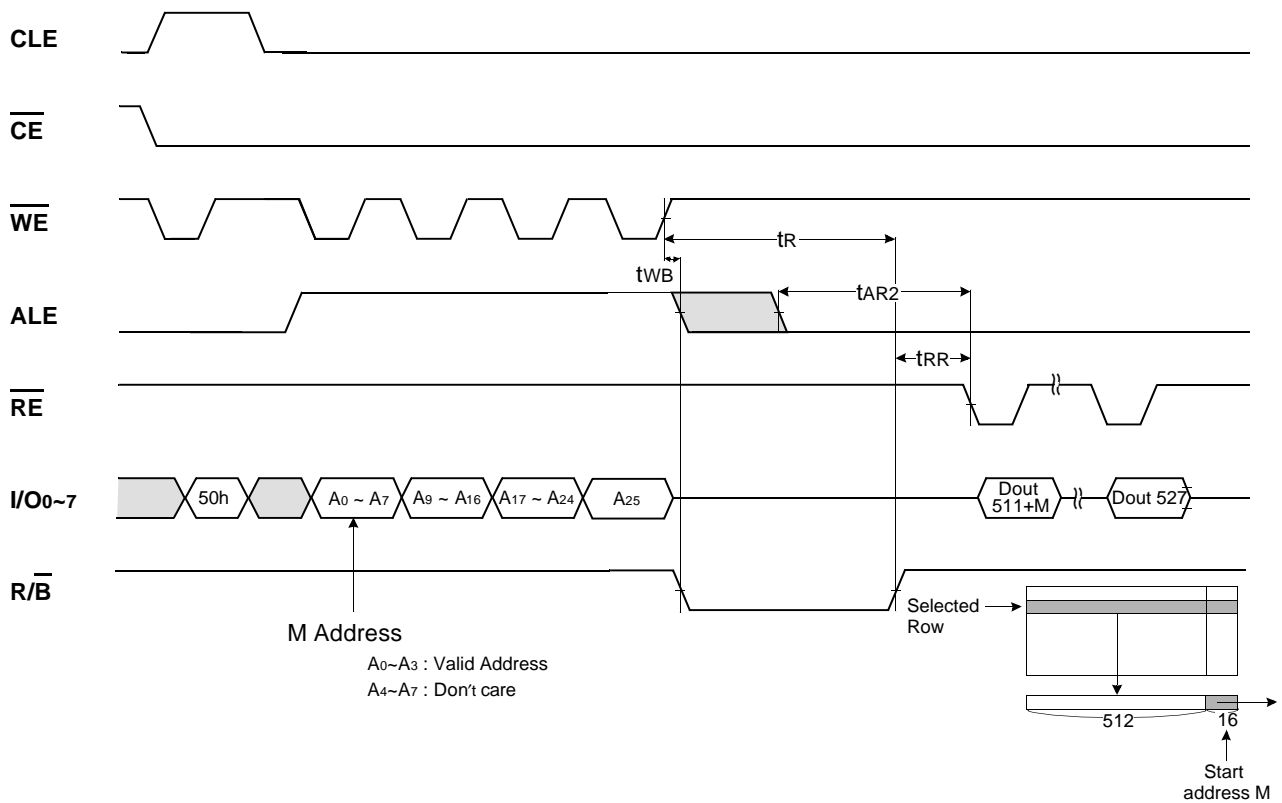 CLE
CE
WE
tR
tWB
ALE
tAR2
tRR
RE
I/O0~7
50h
A0 ~ A7
A9 ~ A16
A17 ~ A24
A25
Dout
511+M
Dout 527
R/B
M Address
A0~A3 : Valid Address
A4~A7 : Don't care
Selected
Row
512
16
Start
address M